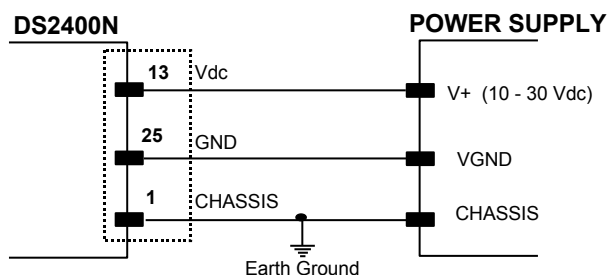 DS2400N POWER SUPPLY
13 Vdc V+ (10 - 30 Vdc)
25 GND VGND
1 CHASSIS CHASSIS
Earth Ground